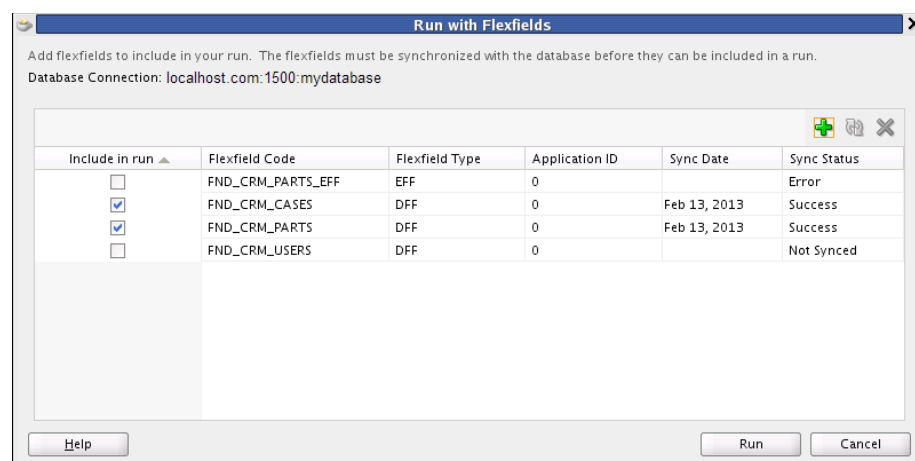 Run with Flexfields
Add flexfields to include in your run. The flexfields must be synchronized with the database before they can be included in a run.
Database Connection: localhost.com:1500:mydatabase
Include in run Flexfield Code Flexfield Type Application ID Sync Date Sync Status
FND_CRM_PARTS_EFF EFF 0 Error
FND_CRM_CASES DFF 0 Feb 13, 2013 Success
FND_CRM_PARTS DFF 0 Feb 13, 2013 Success
FND_CRM_USERS DFF 0 Not Synced
Help Run Cancel